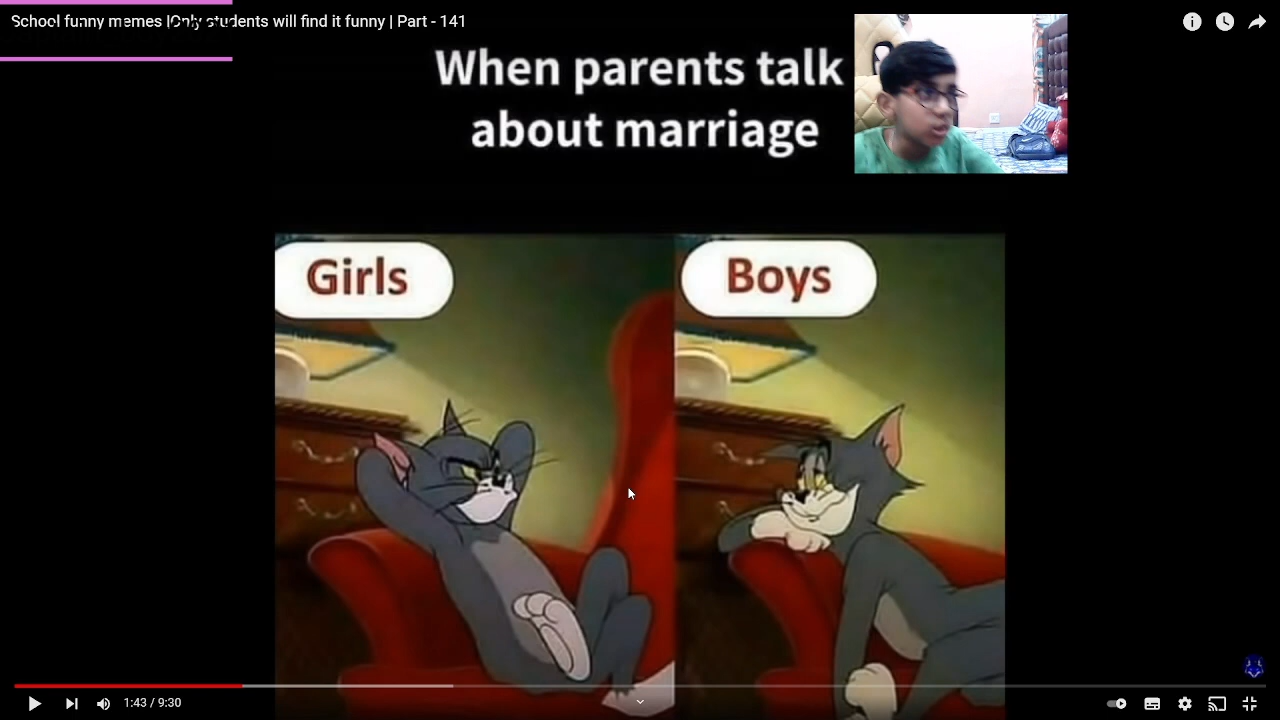 School funny memes |Only students will find it funny | Part - 141
When parents talk
about marriage
Girls
Boys
1:43 / 9:30